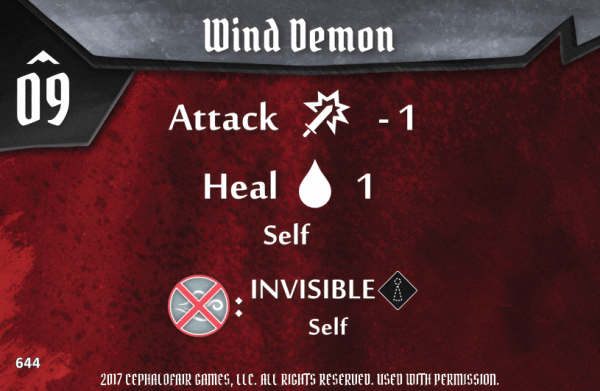 Wind Demon
09
Attack - 1
Heal 1
Self
: INVISIBLE
Self
644
2017 CEPHALOFAIR GAMES, LLC. ALL RIGHTS RESERVED. USED WITH PERMISSION.